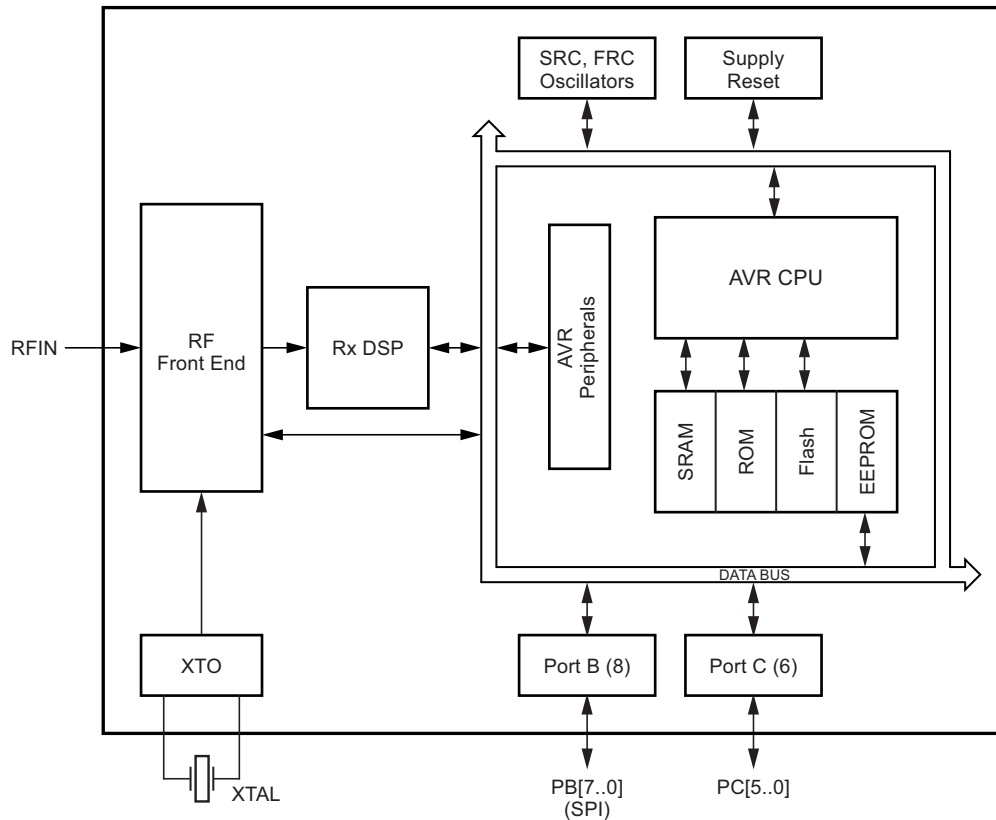 SRC, FRC
Oscillators
Supply
Reset
AVR CPU
RFIN
RF
Front End
Rx DSP
AVR
Peripherals
SRAM
ROM
Flash
EEPROM
DATA BUS
XTO
Port B (8)
Port C (6)
XTAL
PB[7..0]
(SPI)
PC[5..0]